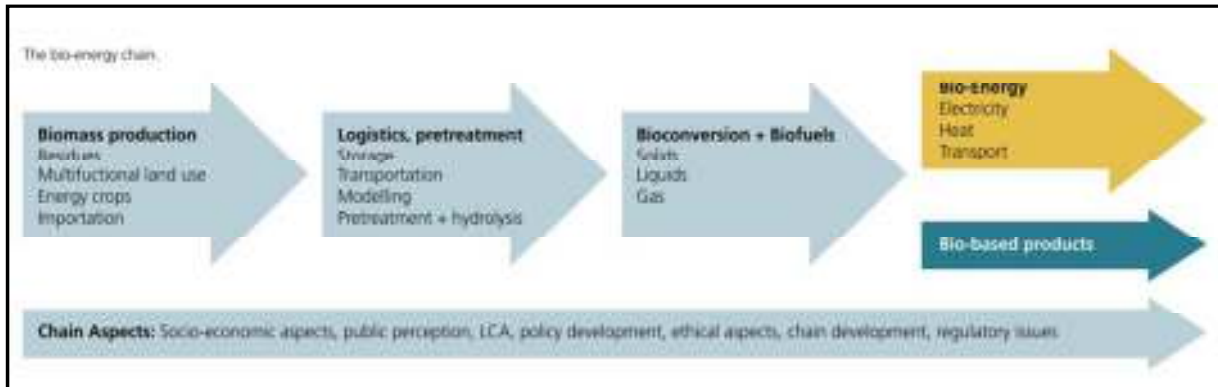 The bio-energy chain.
Biomass production
Residues
Multifuctional land use
Energy crops
Importation
Logistics, pretreatment
Storage
Transportation
Modelling
Pretreatment + hydrolysis
Bioconversion + Biofuels
Solids
Liquids
Gas
Bio-Energy
Electricity
Heat
Transport
Bio-based products
Chain Aspects: Socio-economic aspects, public perception, LCA, policy development, ethical aspects, chain development, regulatory issues